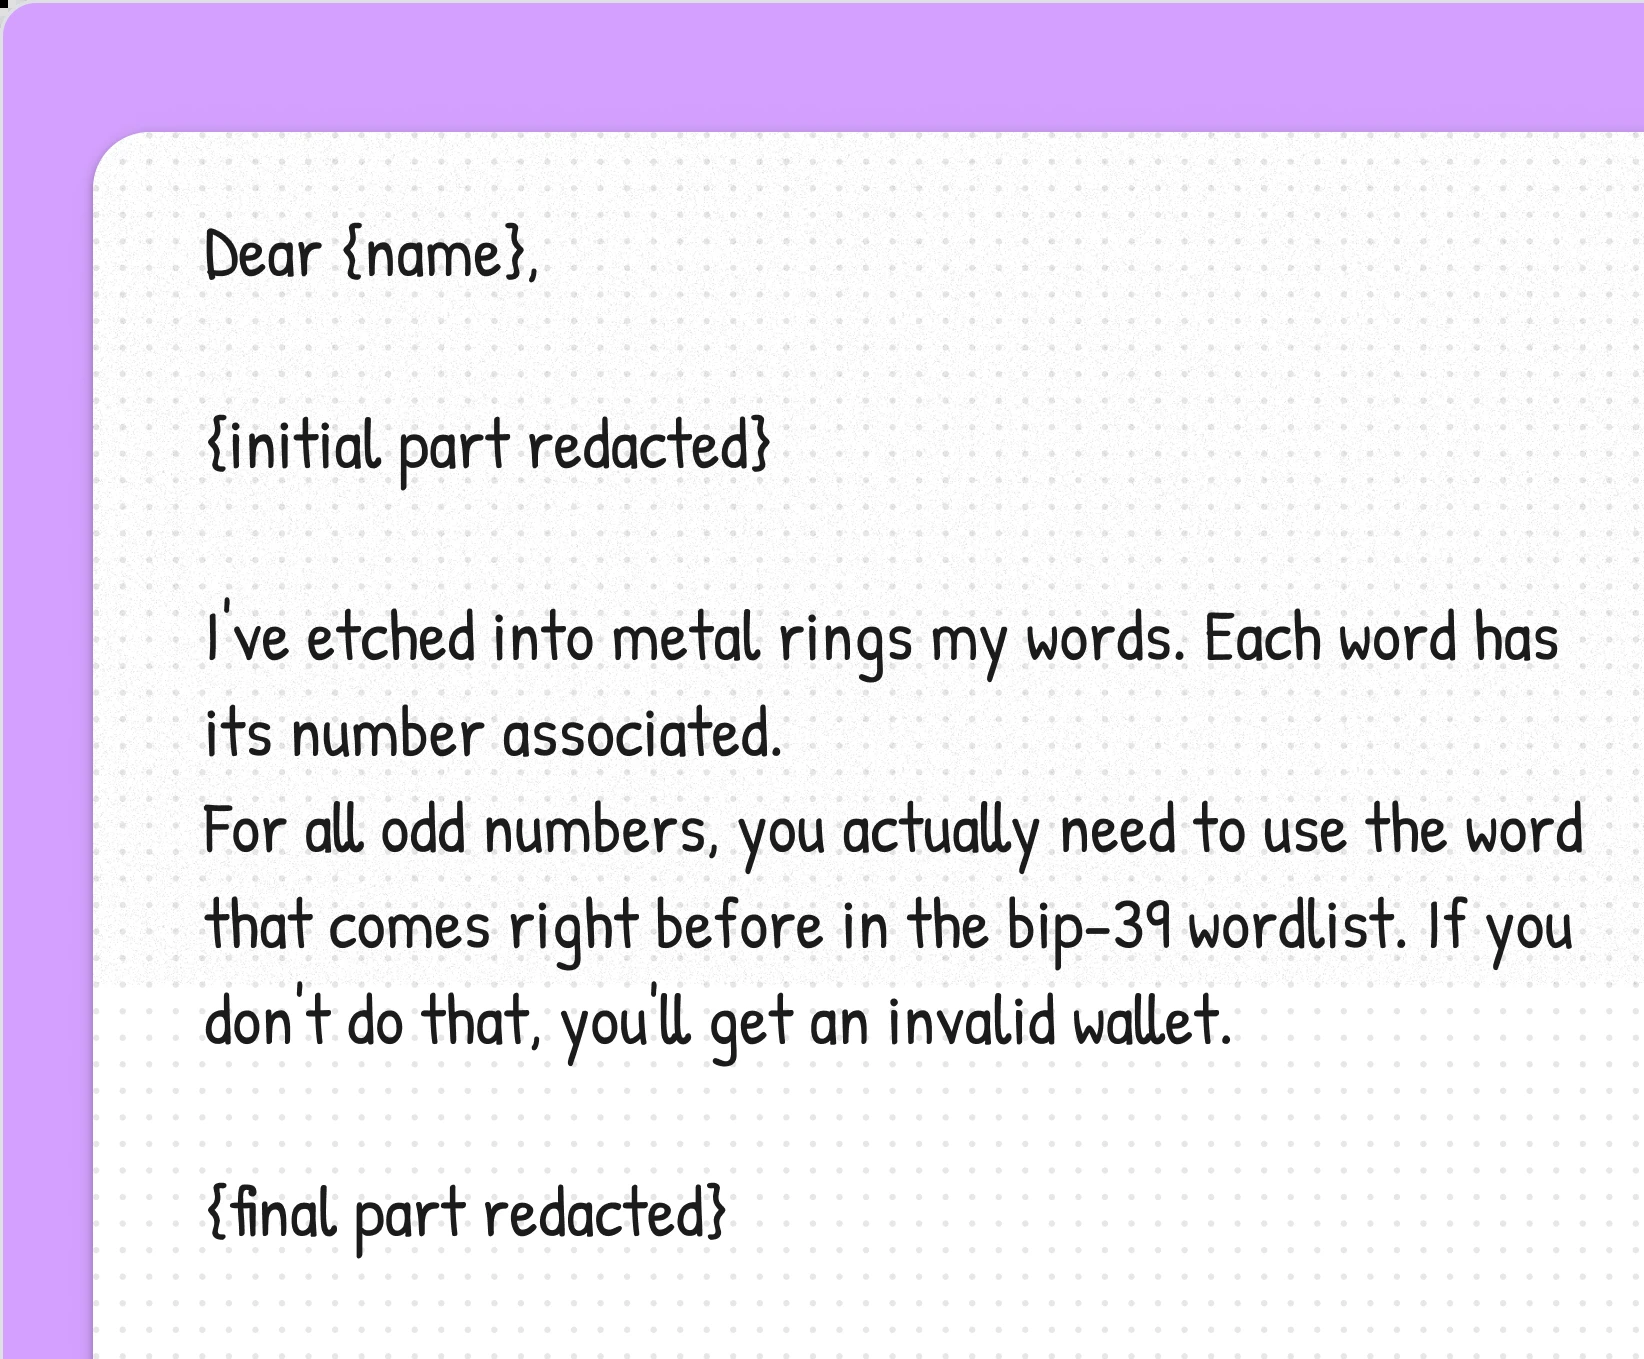 Dear {name},
{initial part redacted}
I've etched into metal rings my words. Each word has
its number associated.
For all odd numbers, you actually need to use the word
that comes right before in the bip-39 wordlist. If you
don't do that, you'll get an invalid wallet.
{final part redacted}